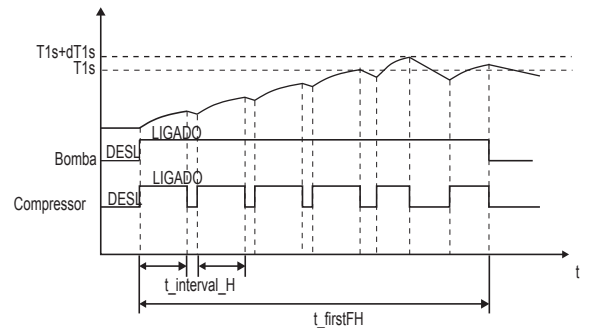 T1s+dT1s
T1s
LIGADO
Bomba
DESL
LIGADO
Compressor
DESL
t
t_interval_H
t_firstFH